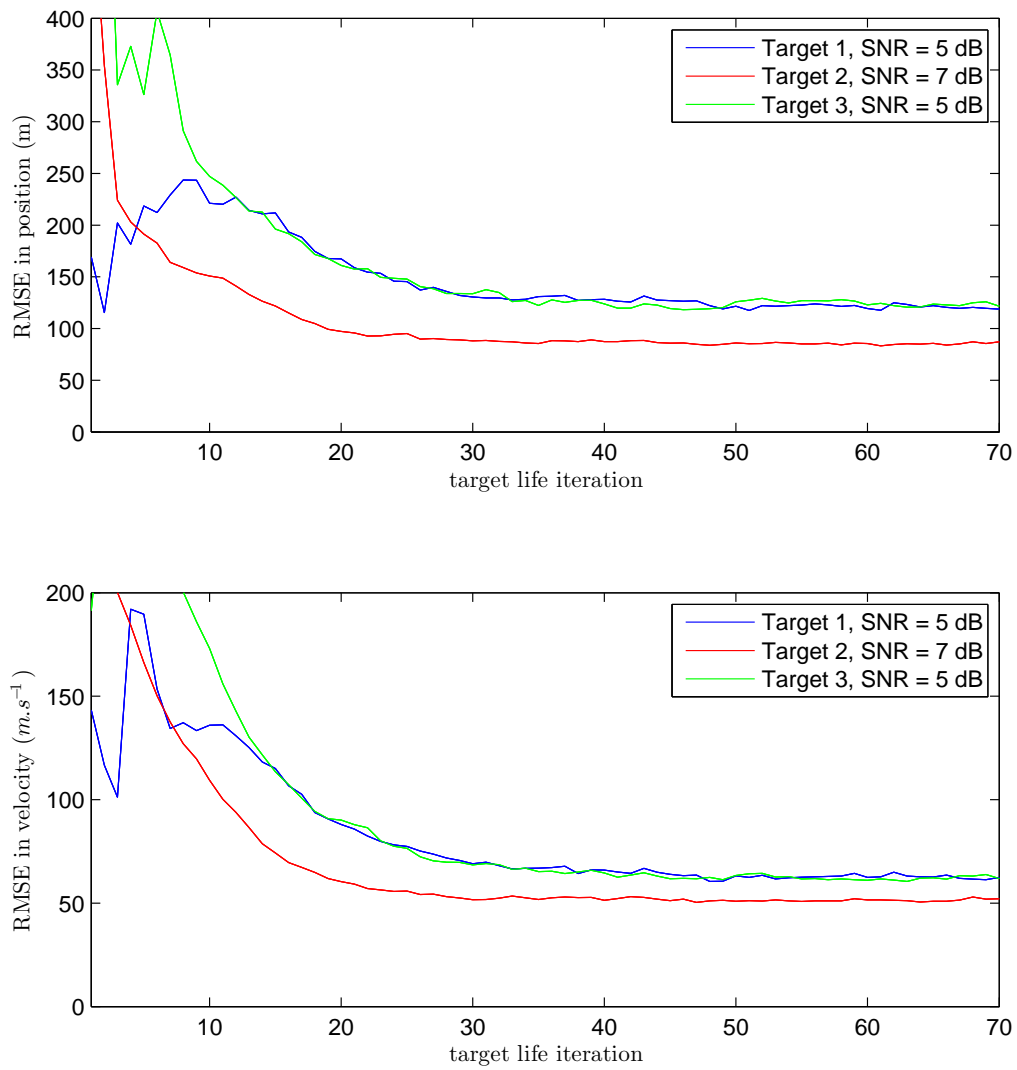 400
350
300
250
200
150
100
50
0
RMSE in position (m)
Target 1, SNR = 5 dB
Target 2, SNR = 7 dB
Target 3, SNR = 5 dB
10 20 30 40 50 60 70
target life iteration
200
150
100
50
0
RMSE in velocity (m.s⁻¹)
Target 1, SNR = 5 dB
Target 2, SNR = 7 dB
Target 3, SNR = 5 dB
10 20 30 40 50 60 70
target life iteration